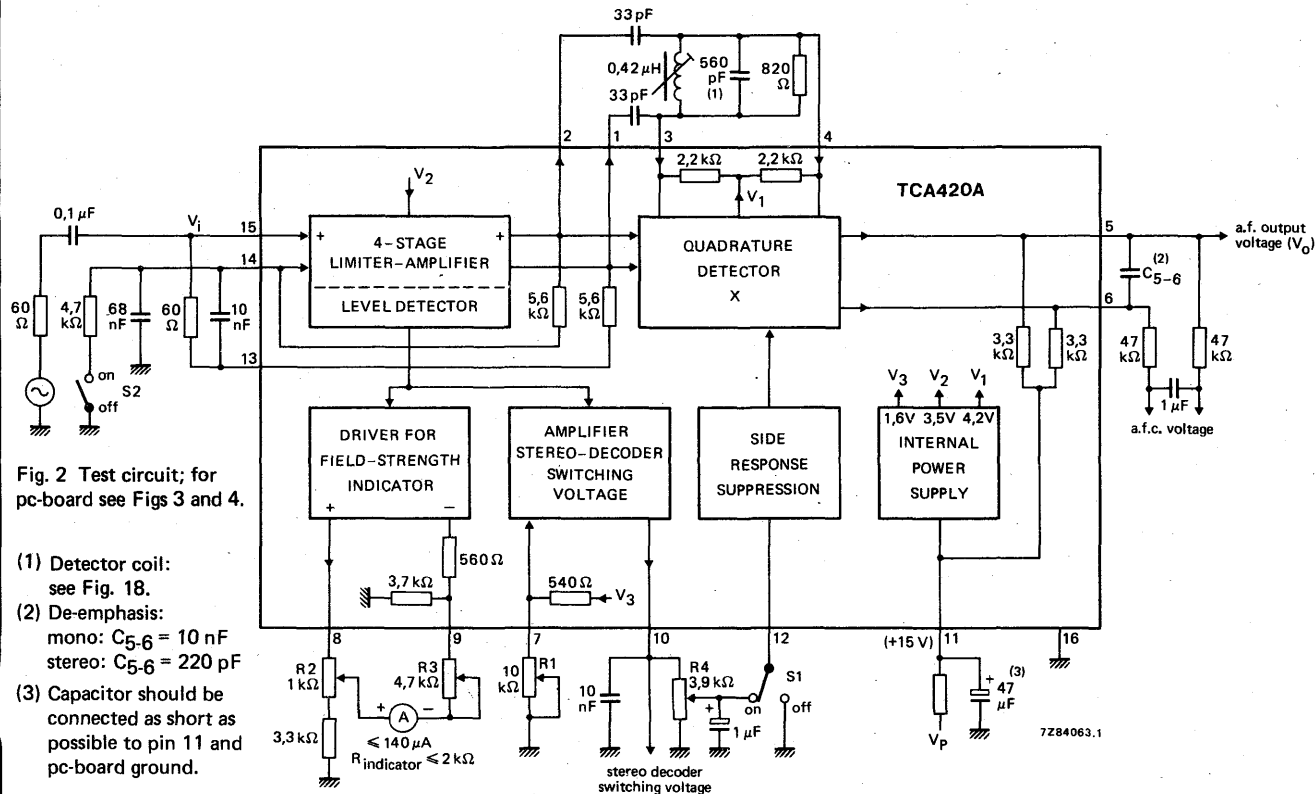 33 pF
0,42 µH
560
pF
(1)
820
Ω
33 pF
2
1
3
4
2,2 kΩ
2,2 kΩ
V1
V2
TCA420A
0,1 µF
Vi
15
+
4-STAGE
LIMITER-AMPLIFIER
+
LEVEL DETECTOR
14
QUADRATURE
DETECTOR
X
5
a.f. output
voltage (Vo)
(2)
C5-6
6
60
Ω
4,7
kΩ
68
nF
60
Ω
10
nF
5,6
kΩ
5,6
kΩ
13
on
S2
off
3,3
kΩ
3,3
kΩ
47
kΩ
47
kΩ
1 µF
a.f.c. voltage
V3
V2
V1
1,6V
3,5V
4,2V
INTERNAL
POWER
SUPPLY
DRIVER FOR
FIELD-STRENGTH
INDICATOR
+
−
AMPLIFIER
STEREO-DECODER
SWITCHING
VOLTAGE
SIDE
RESPONSE
SUPPRESSION
Fig. 2 Test circuit; for
pc-board see Figs 3 and 4.
(1) Detector coil:
see Fig. 18.
(2) De-emphasis:
mono: C5-6 = 10 nF
stereo: C5-6 = 220 pF
(3) Capacitor should be
connected as short as
possible to pin 11 and
pc-board ground.
560 Ω
3,7 kΩ
540 Ω
V3
8
9
7
10
12
(+15 V)
11
16
R2
1 kΩ
R3
4,7 kΩ
+
A
−
≤ 140 µA
Rindicator ≤ 2 kΩ
3,3 kΩ
10
kΩ
R1
10
nF
R4
3,9 kΩ
+
1 µF
on
S1
off
stereo decoder
switching voltage
VP
+
(3)
47
µF
7Z84063.1